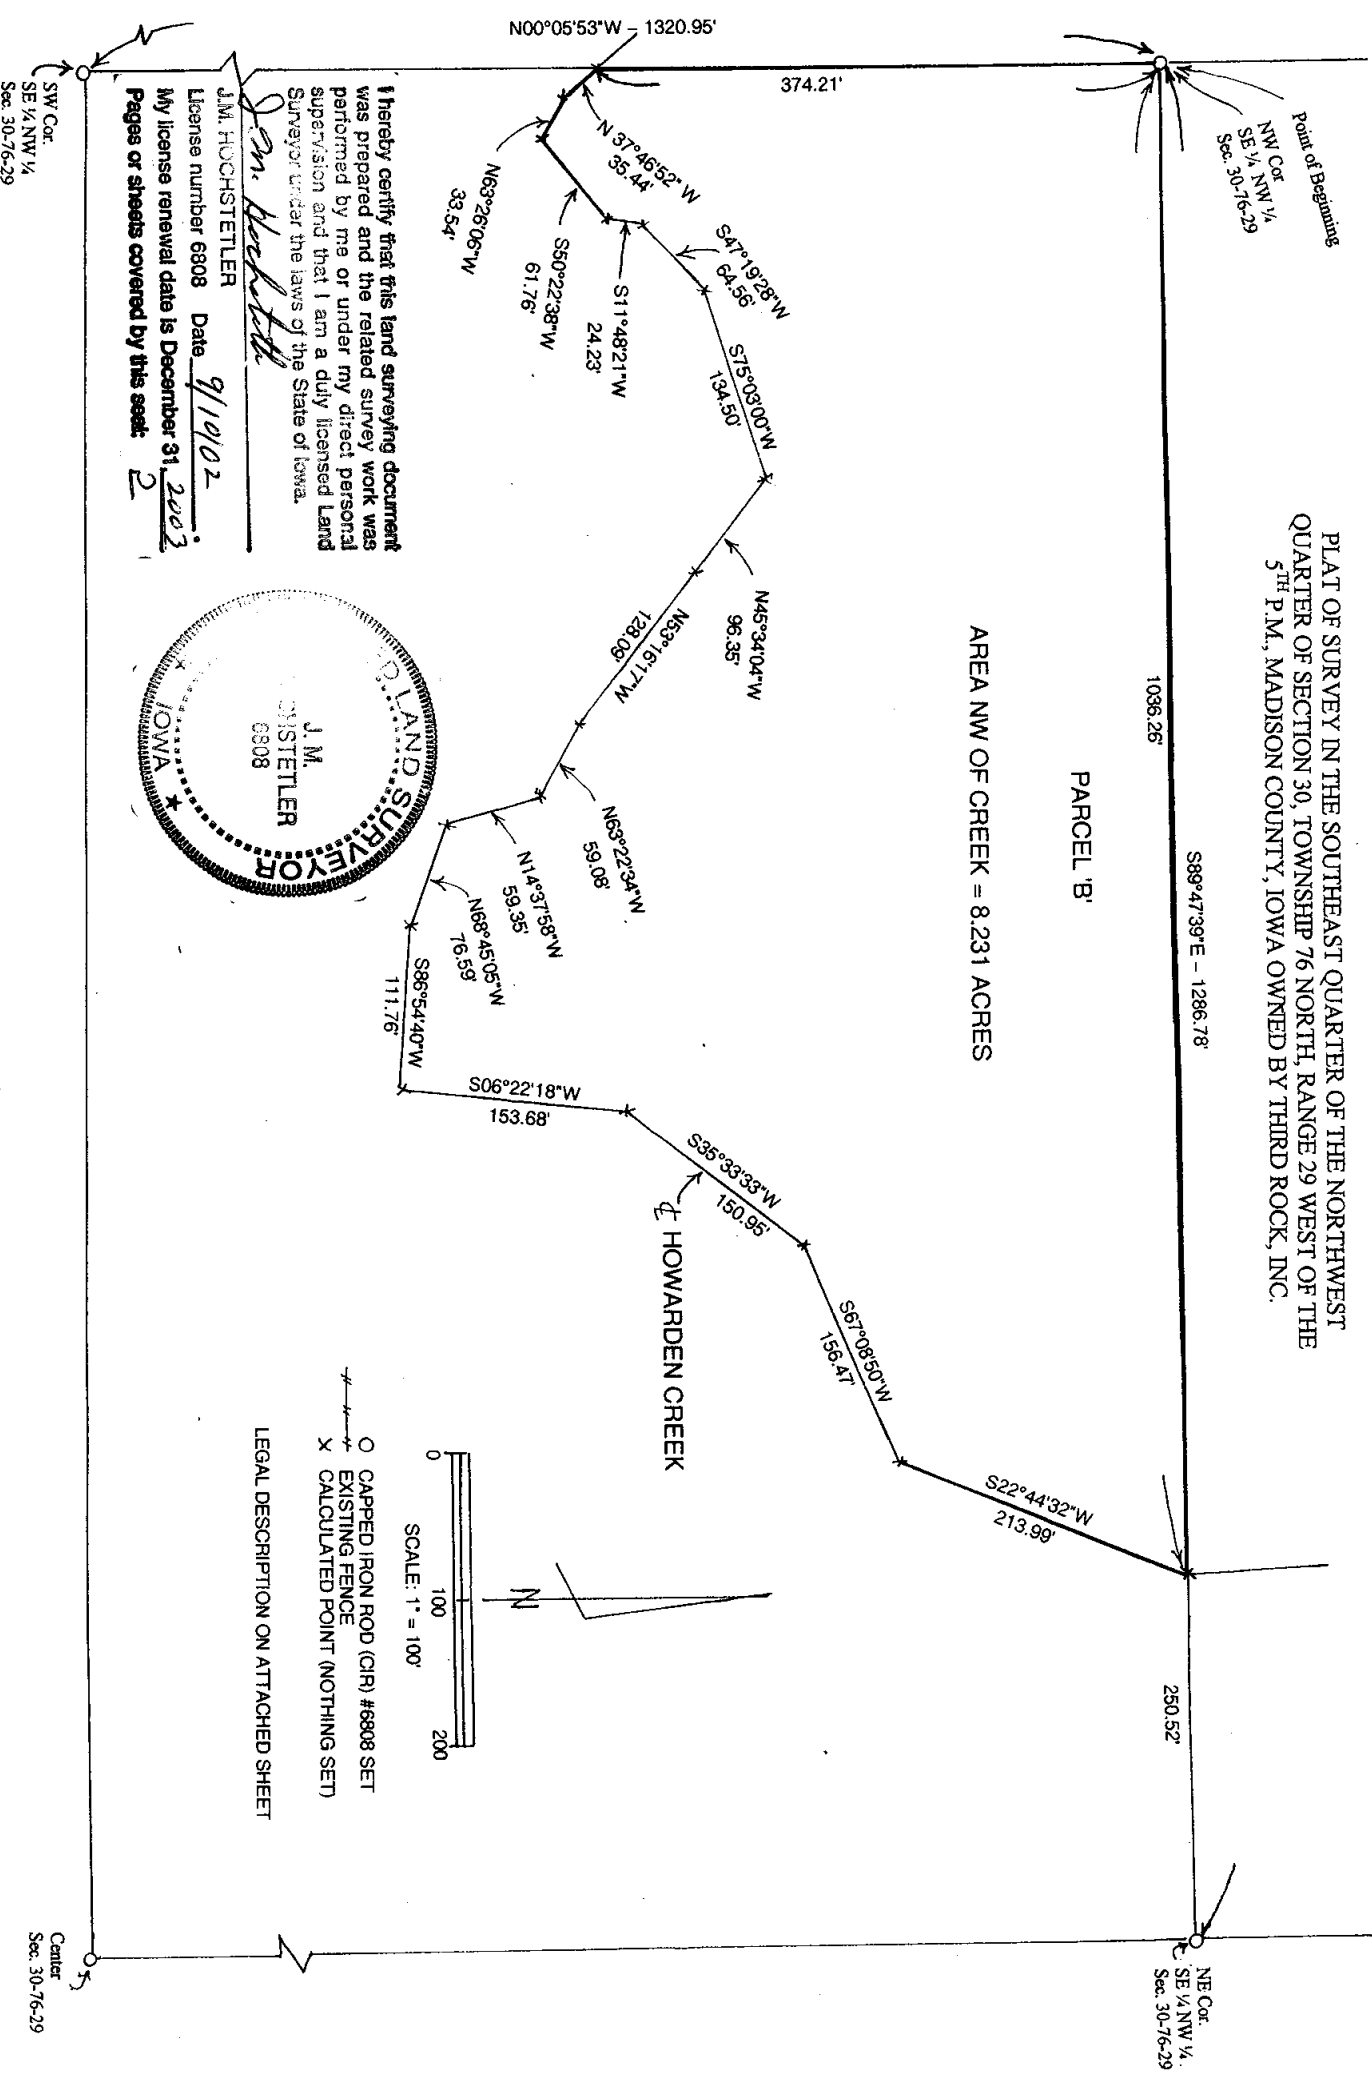 PLAT OF SURVEY IN THE SOUTHEAST QUARTER OF THE NORTHWEST
QUARTER OF SECTION 30, TOWNSHIP 76 NORTH, RANGE 29 WEST OF THE
5TH P.M., MADISON COUNTY, IOWA OWNED BY THIRD ROCK, INC.
Point of Beginning
NW Cor
SE ¼ NW ¼
Sec. 30-76-29
S89°47'39"E – 1286.78'
1036.26'
250.52'
NE Cor.
SE ¼ NW ¼
Sec. 30-76-29
PARCEL 'B'
AREA NW OF CREEK = 8.231 ACRES
374.21'
N00°05'53"W – 1320.95'
N 37°46'52" W
35.44'
N63°26'06"W
33.54'
S50°22'38"W
61.76'
S11°48'21"W
24.23'
S47°19'28"W
64.56'
S75°03'00"W
134.50'
N45°34'04"W
96.35'
N53°16'17"W
128.09'
N63°22'34"W
59.08'
N14°37'58"W
59.35'
N68°45'05"W
76.59'
S86°54'40"W
111.76'
S06°22'18"W
153.68'
S35°33'33"W
150.95'
S67°08'50"W
156.47'
S22°44'32"W
213.99'
HOWARDEN CREEK
N
0 100 200
SCALE: 1" = 100'
O CAPPED IRON ROD (CIR) #6808 SET
EXISTING FENCE
X CALCULATED POINT (NOTHING SET)
LEGAL DESCRIPTION ON ATTACHED SHEET
I hereby certify that this land surveying document
was prepared and the related survey work was
performed by me or under my direct personal
supervision and that I am a duly licensed Land
Surveyor under the laws of the State of Iowa.
J.M. Hochstetler
J.M. HOCHSTETLER
License number 6808 Date 9/10/02
My license renewal date is December 31, 2003
Pages or sheets covered by this seal: 2
LAND SURVEYOR
J. M.
HSTETLER
6808
IOWA
SW Cor.
SE ¼ NW ¼
Sec. 30-76-29
Center
Sec. 30-76-29